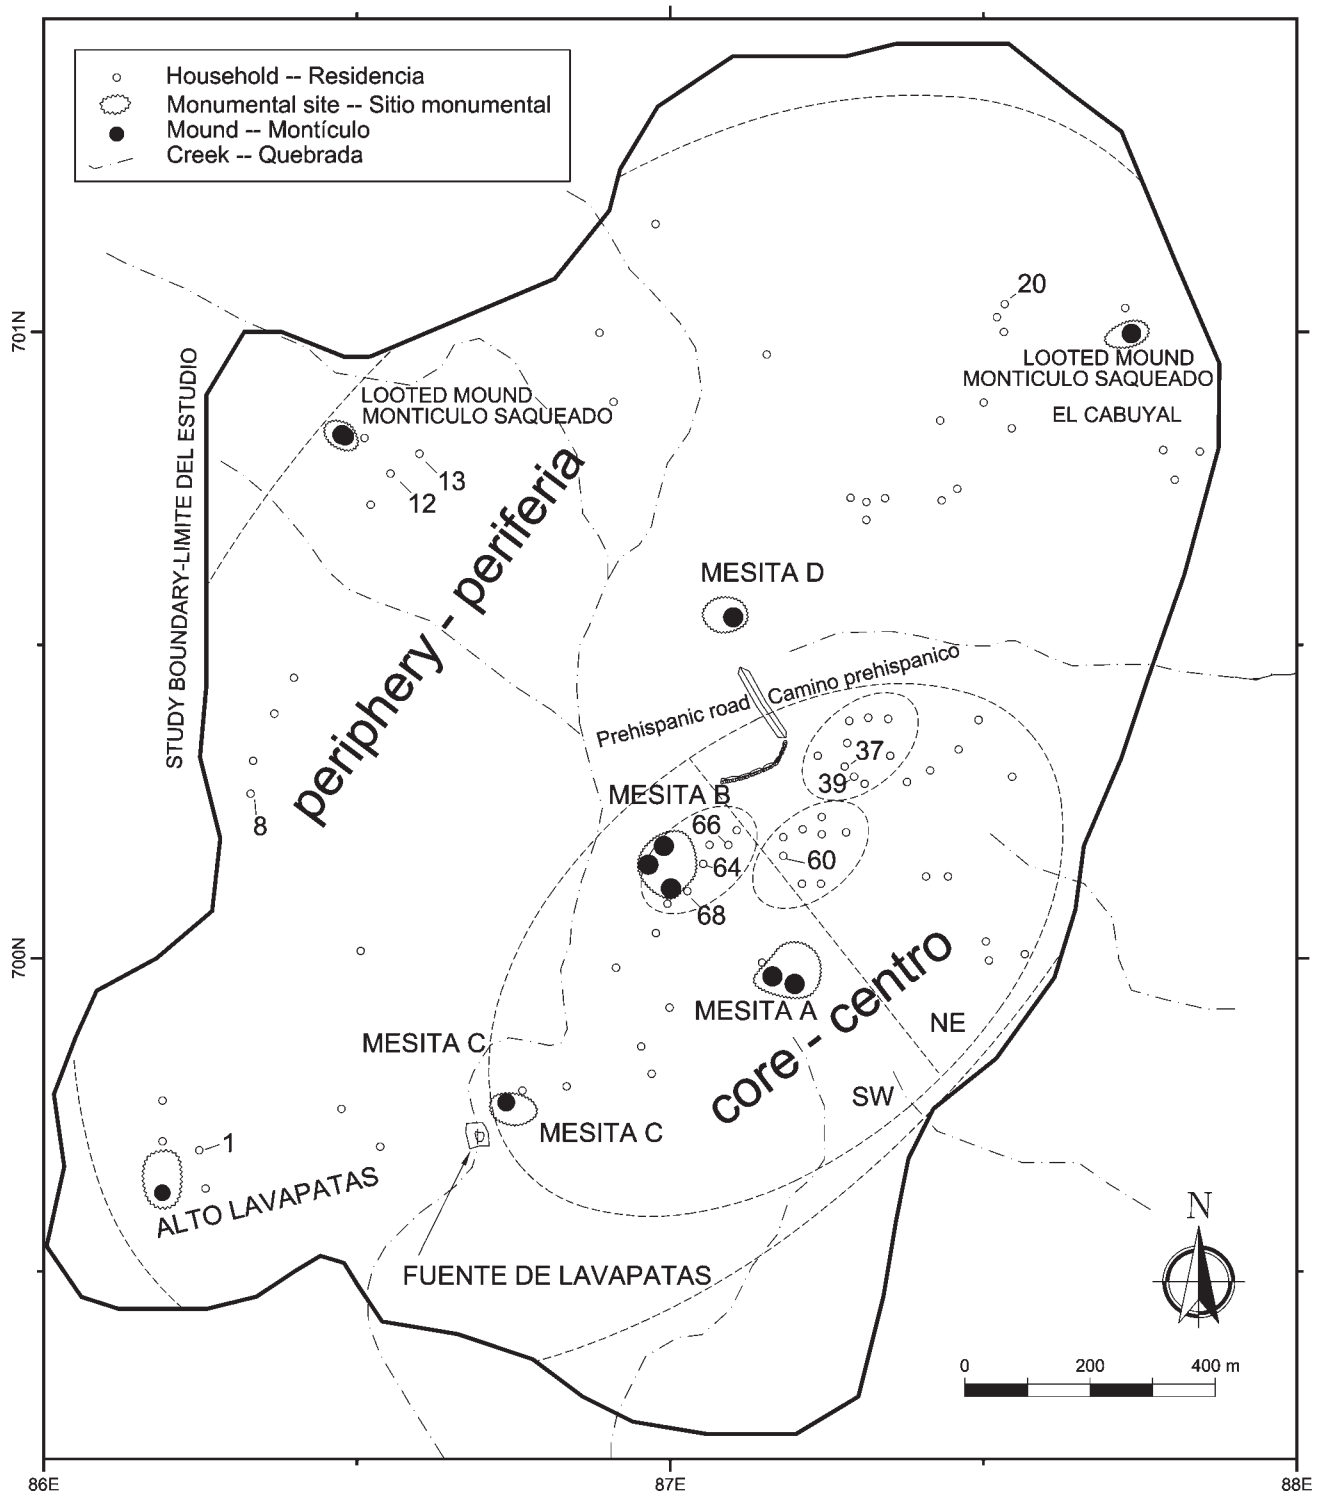 Household -- Residencia
Monumental site -- Sitio monumental
Mound -- Montículo
Creek -- Quebrada
20
701N
LOOTED MOUND
MONTICULO SAQUEADO
EL CABUYAL
STUDY BOUNDARY-LIMITE DEL ESTUDIO
LOOTED MOUND
MONTICULO SAQUEADO
13
12
periphery - periferia
MESITA D
Prehispanic road
Camino prehispanico
37
39
MESITA B
8
66
64
60
68
700N
MESITA A
core - centro
NE
MESITA C
SW
MESITA C
1
ALTO LAVAPATAS
FUENTE DE LAVAPATAS
N
0 200 400 m
86E 87E 88E